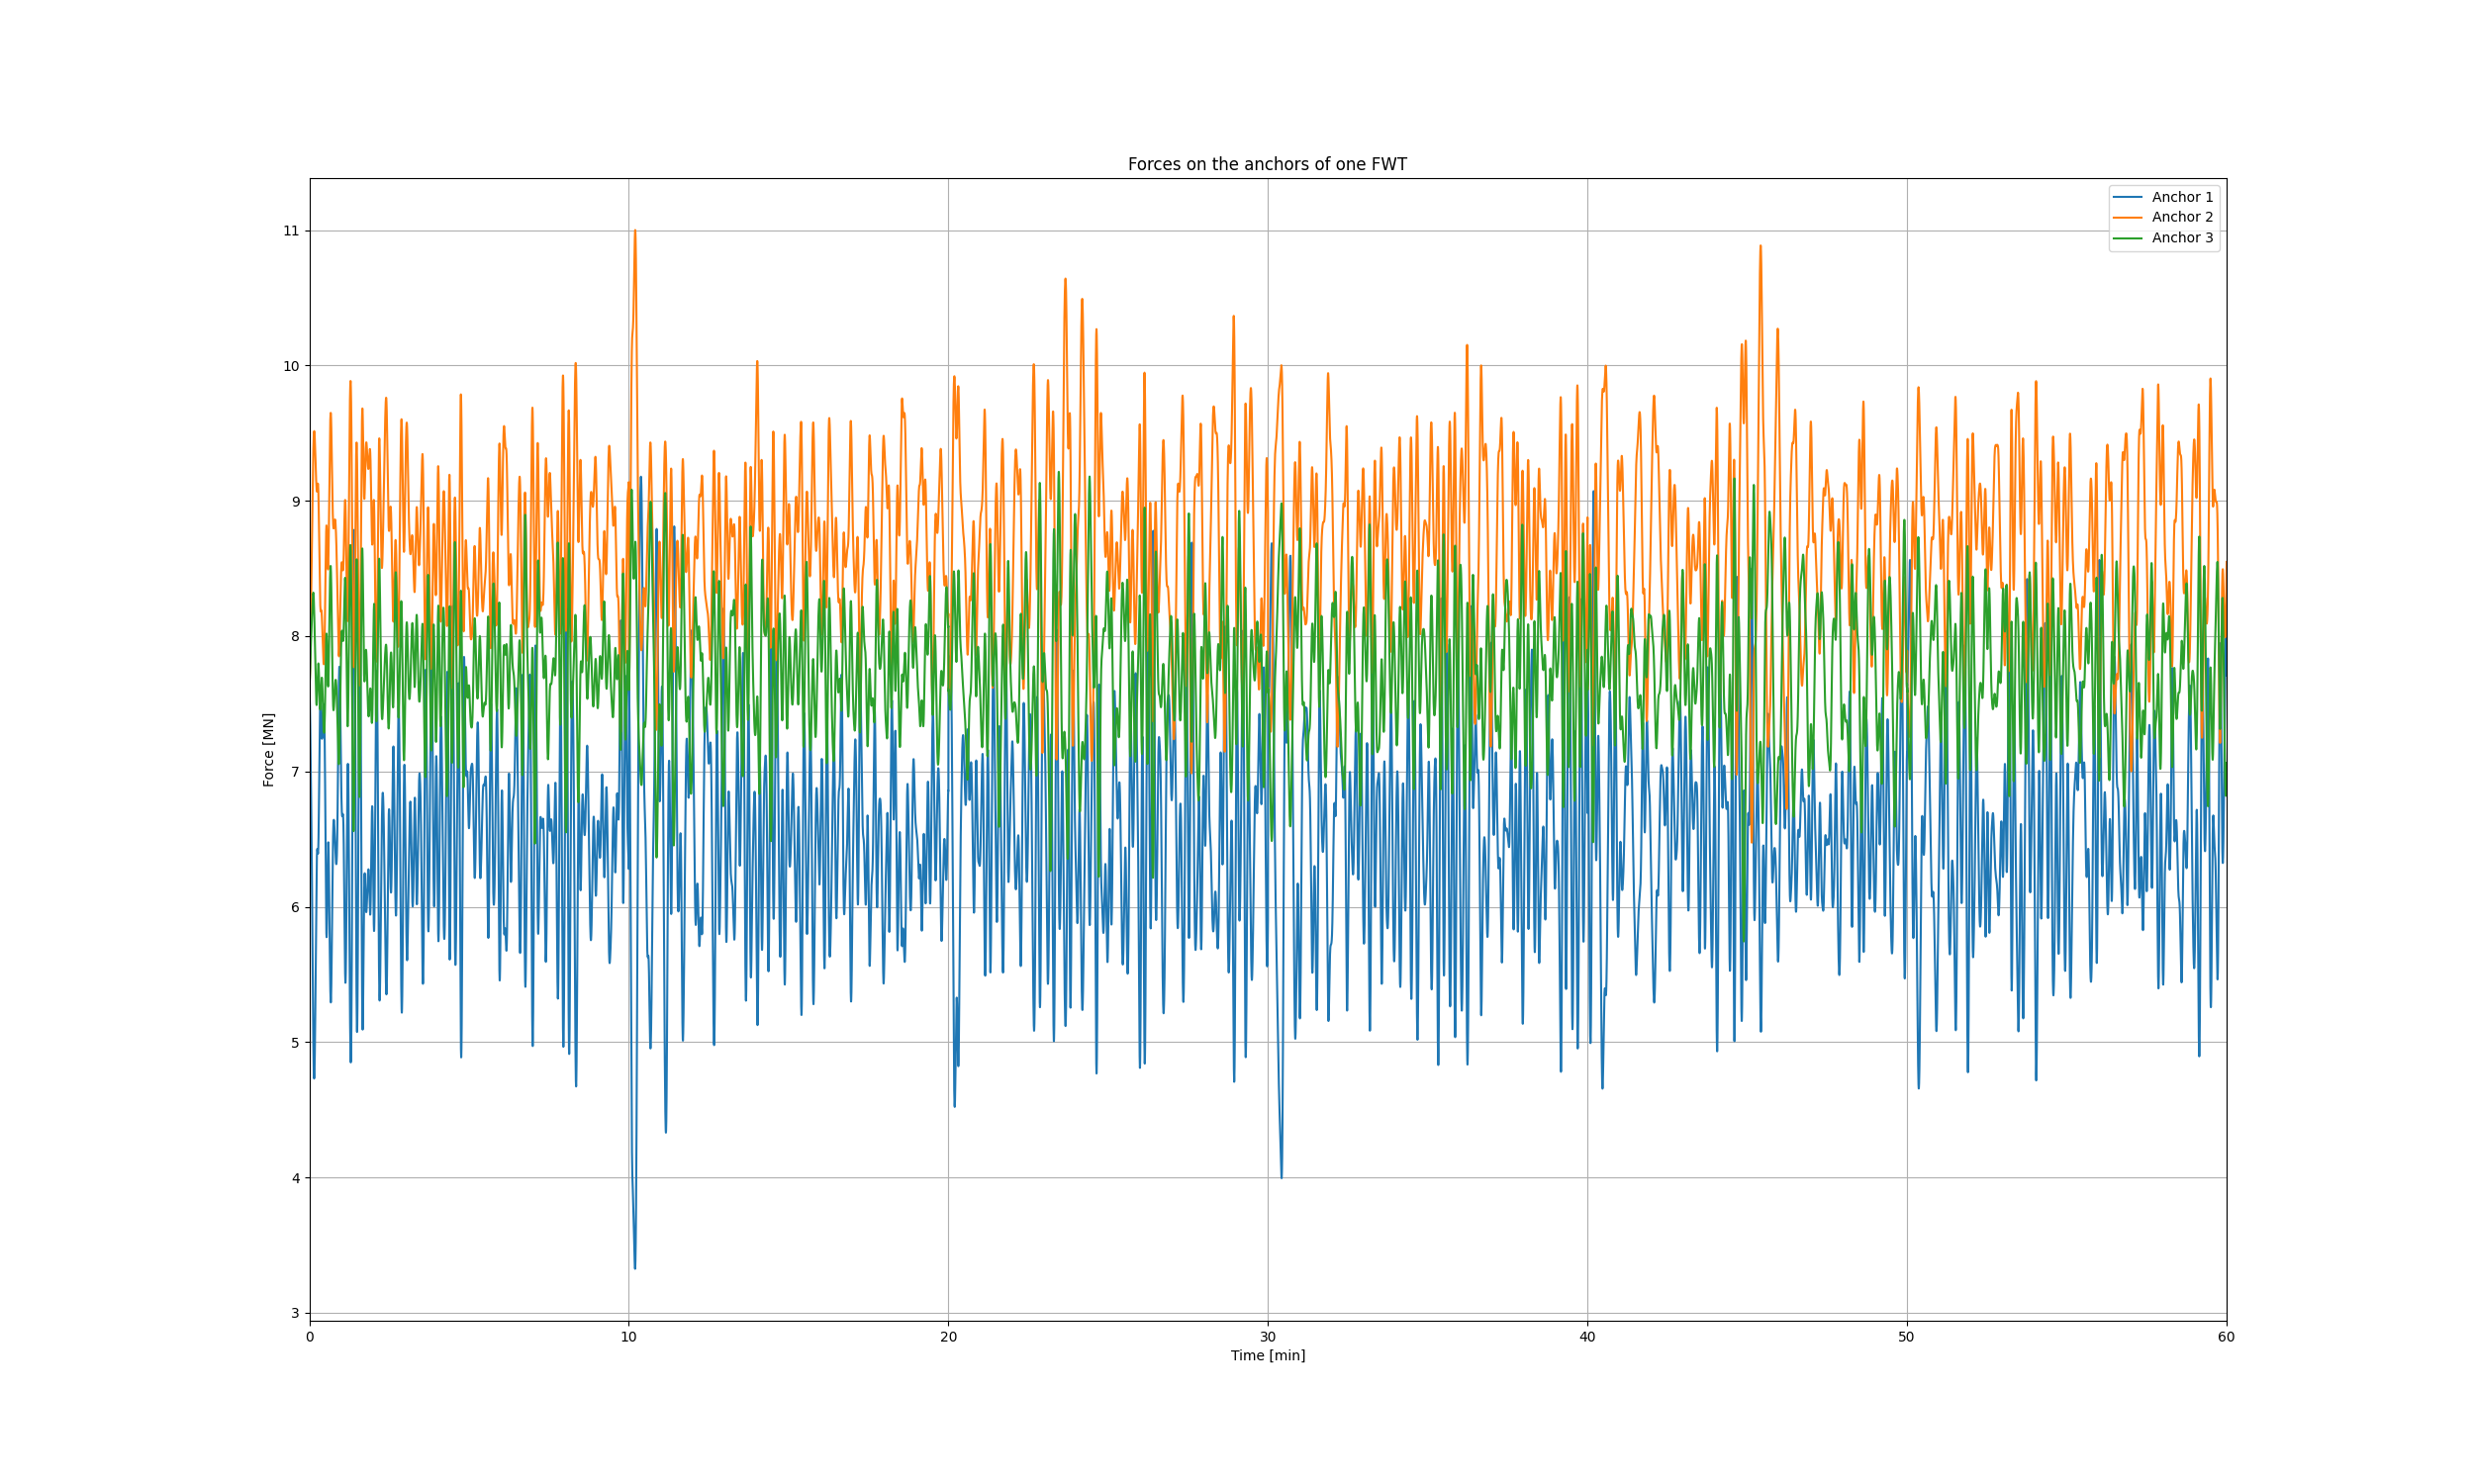 Forces on the anchors of one FWT
Anchor 1
Anchor 2
Anchor 3
Force [MN]
11
10
9
8
7
6
5
4
3
0 10 20 30 40 50 60
Time [min]